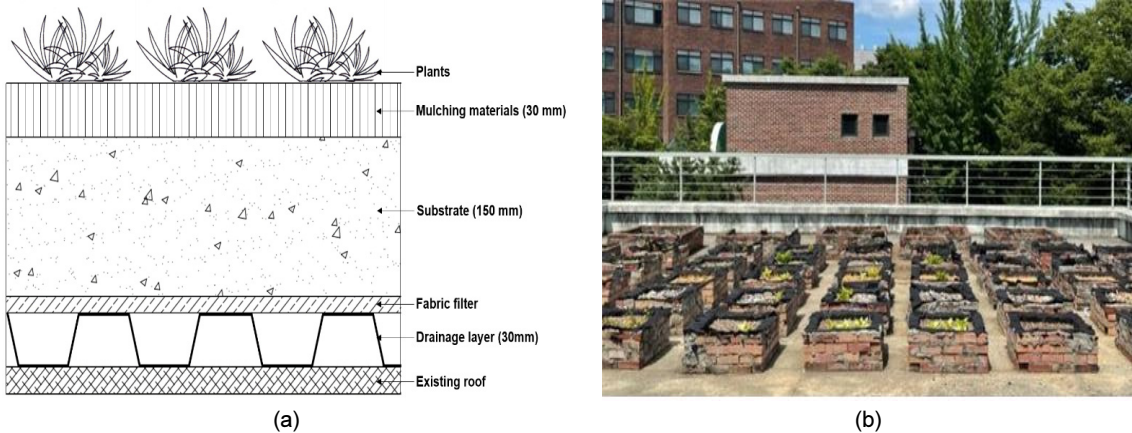 Plants
Mulching materials (30 mm)
Substrate (150 mm)
Fabric filter
Drainage layer (30mm)
Existing roof
(a)
(b)